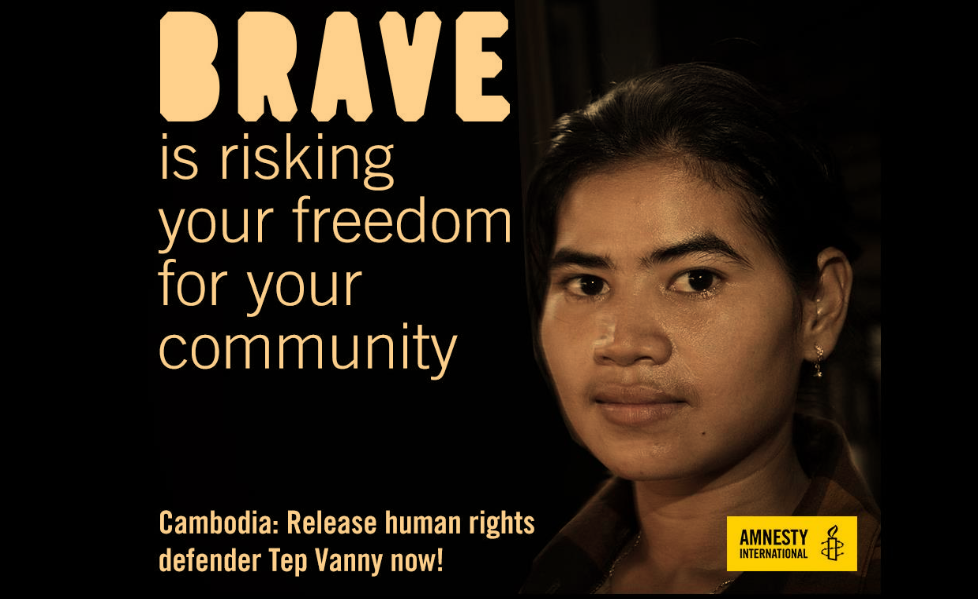 BRAVE
is risking
your freedom
for your
community
Cambodia: Release human rights
defender Tep Vanny now!
AMNESTY
INTERNATIONAL